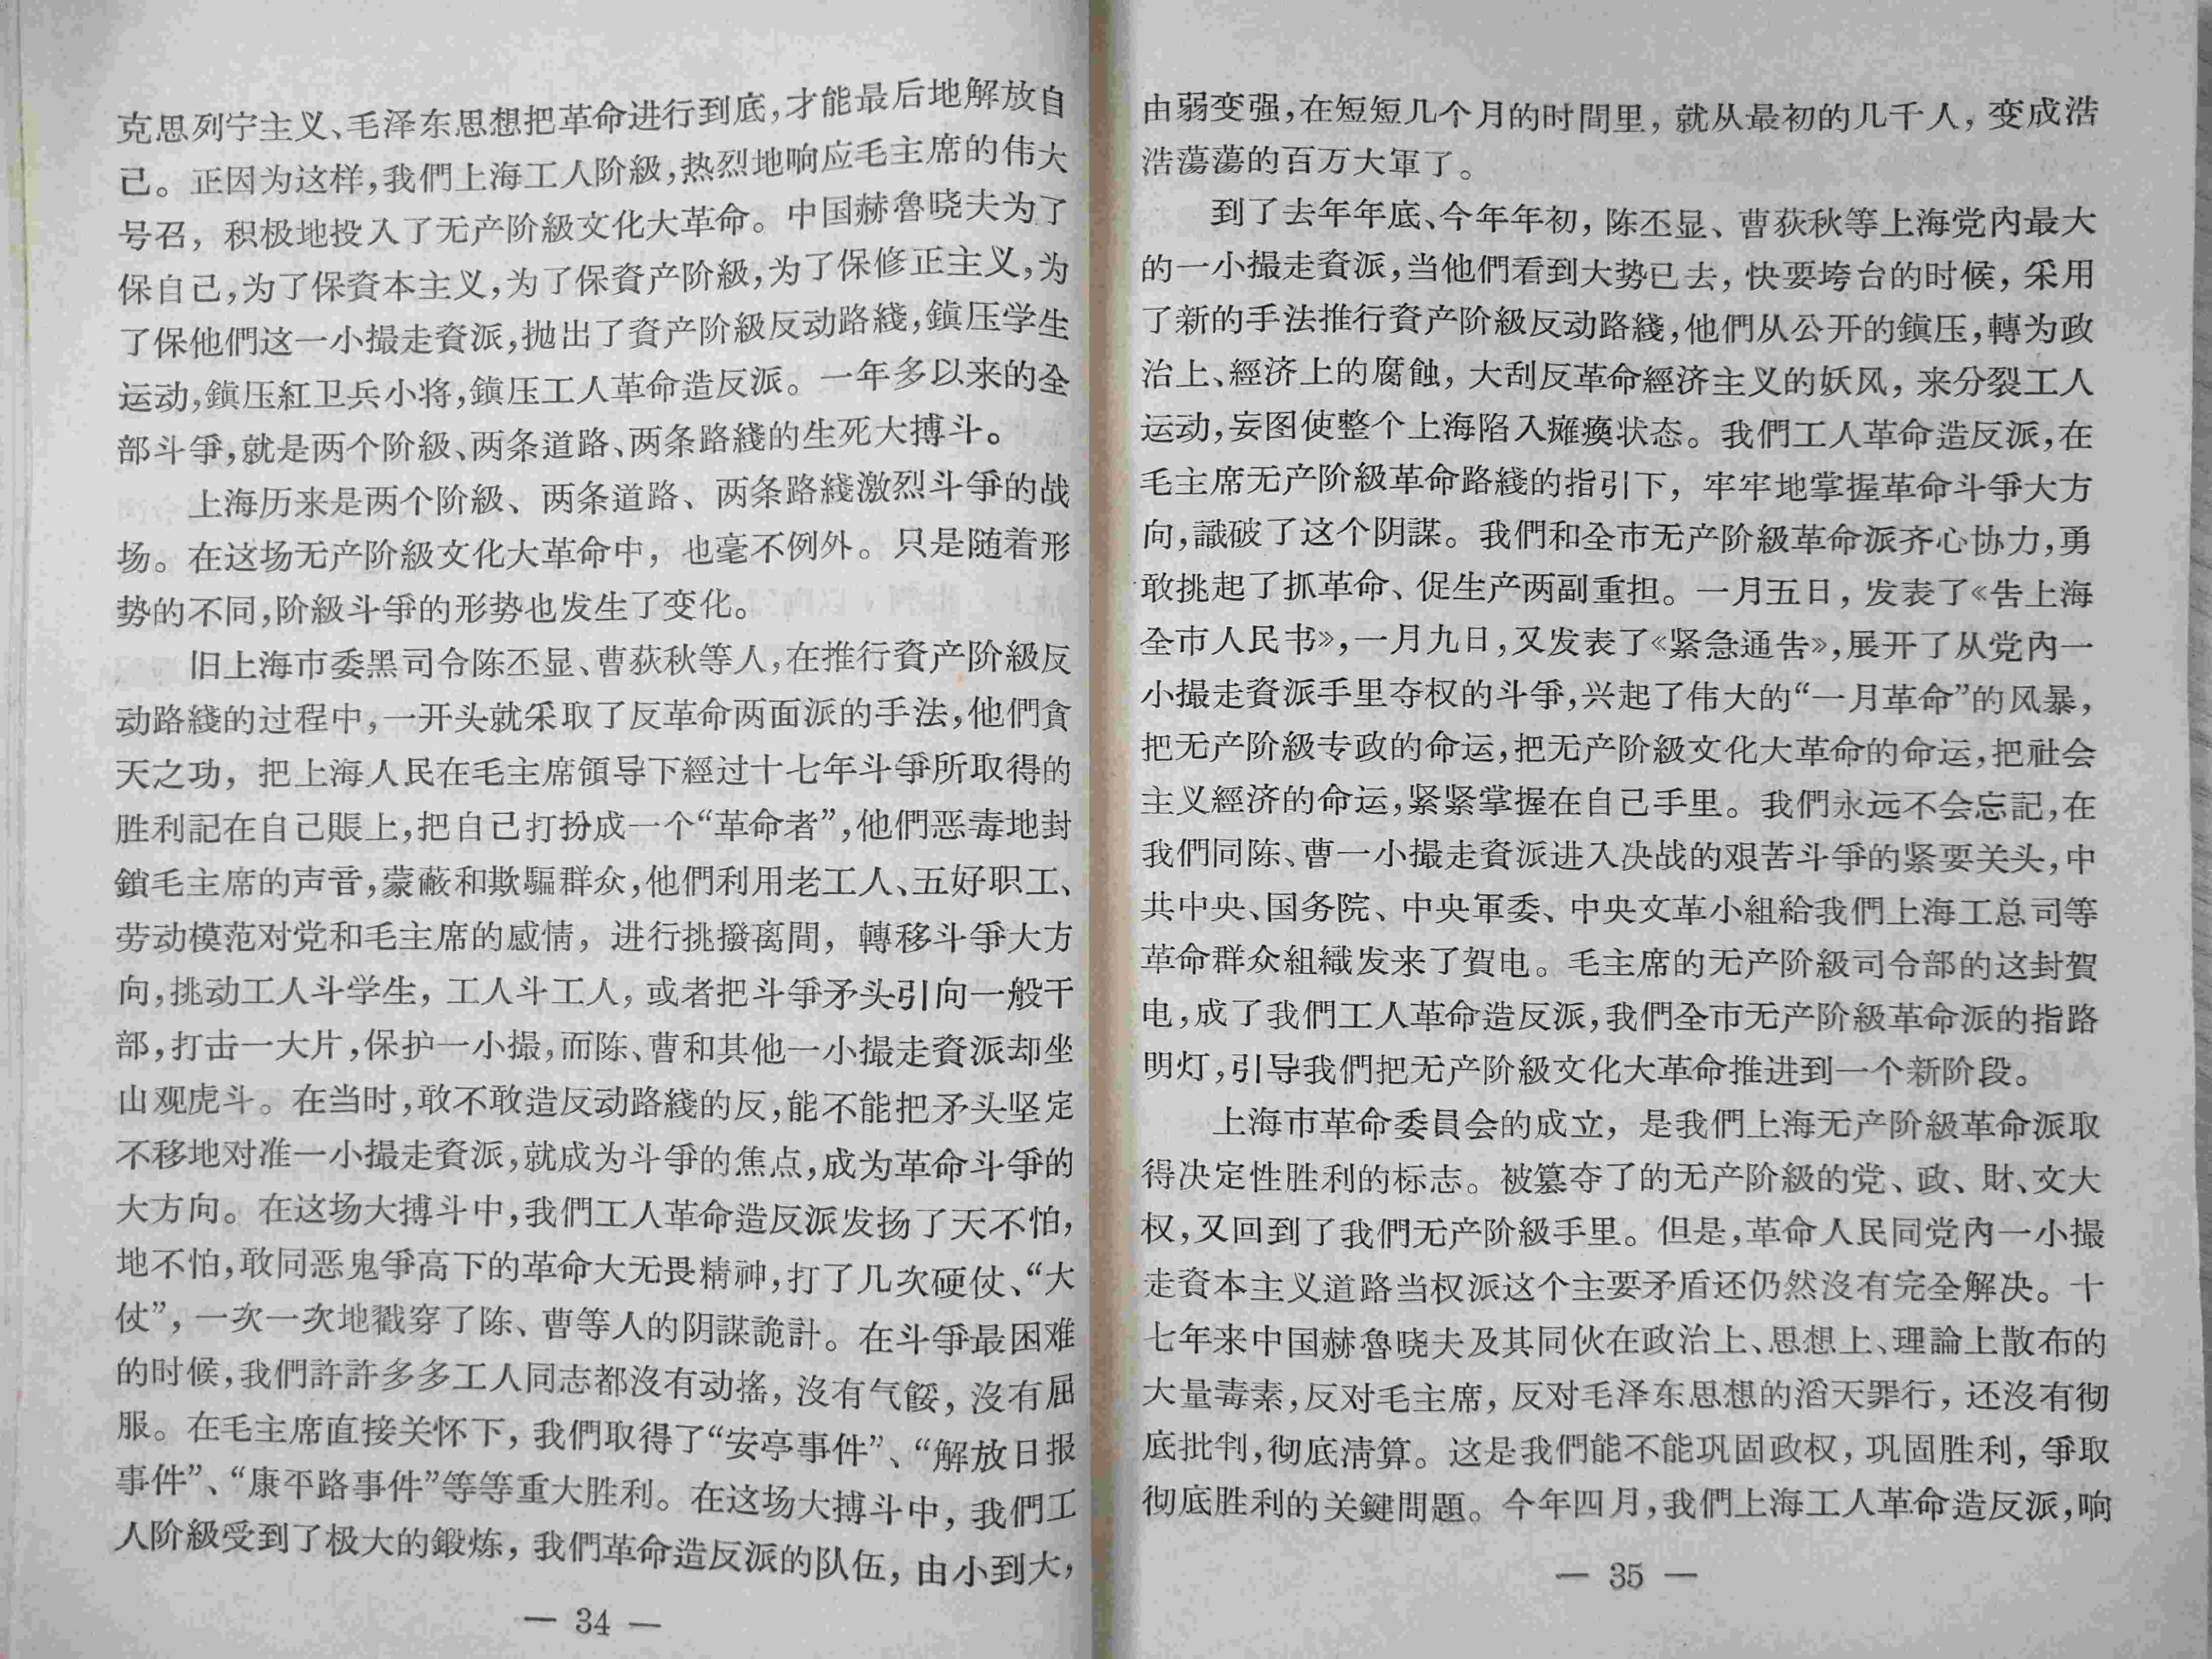 克思列宁主义、毛泽东思想把革命进行到底,才能最后地解放自
己。正因为这样,我們上海工人阶級,热烈地响应毛主席的伟大
号召，积极地投入了无产阶級文化大革命。中国赫魯晓夫为了
保自己,为了保資本主义,为了保資产阶級,为了保修正主义,为
了保他們这一小撮走資派,抛出了資产阶級反动路綫,鎮压学生
运动,鎮压紅卫兵小将,鎮压工人革命造反派。一年多以来的全
部斗爭,就是两个阶級、两条道路、两条路綫的生死大搏斗。
上海历来是两个阶級、两条道路、两条路綫激烈斗爭的战
场。在这场无产阶級文化大革命中，也毫不例外。只是随着形
势的不同,阶級斗爭的形势也发生了变化。
旧上海市委黑司令陈丕显、曹荻秋等人,在推行資产阶級反
动路綫的过程中,一开头就采取了反革命两面派的手法,他們貪
天之功，把上海人民在毛主席領导下經过十七年斗爭所取得的
胜利記在自己賬上,把自己打扮成一个“革命者”,他們恶毒地封
鎖毛主席的声音,蒙蔽和欺騙群众,他們利用老工人、五好职工、
劳动模范对党和毛主席的感情，进行挑撥离間，轉移斗爭大方
向,挑动工人斗学生，工人斗工人，或者把斗爭矛头引向一般干
部,打击一大片,保护一小撮,而陈、曹和其他一小撮走資派却坐
山观虎斗。在当时,敢不敢造反动路綫的反,能不能把矛头坚定
不移地对准一小撮走資派,就成为斗爭的焦点,成为革命斗爭的
大方向。在这场大搏斗中,我們工人革命造反派发扬了天不怕,
地不怕,敢同恶鬼爭高下的革命大无畏精神,打了几次硬仗、“大
仗”,一次一次地戳穿了陈、曹等人的阴謀詭計。在斗爭最困难
的时候,我們許許多多工人同志都沒有动搖，沒有气餒，沒有屈
服。在毛主席直接关怀下，我們取得了“安亭事件”、“解放日报
事件”、“康平路事件”等等重大胜利。在这场大搏斗中，我們工
人阶級受到了极大的鍛炼，我們革命造反派的队伍，由小到大,
— 34 —
由弱变强,在短短几个月的时間里，就从最初的几千人，变成浩
浩蕩蕩的百万大軍了。
到了去年年底、今年年初，陈丕显、曹荻秋等上海党內最大
的一小撮走資派,当他們看到大势已去，快要垮台的时候，采用
了新的手法推行資产阶級反动路綫,他們从公开的鎮压,轉为政
治上、經济上的腐蝕，大刮反革命經济主义的妖风，来分裂工人
运动,妄图使整个上海陷入瘫瘓状态。我們工人革命造反派,在
毛主席无产阶級革命路綫的指引下，牢牢地掌握革命斗爭大方
向,識破了这个阴謀。我們和全市无产阶級革命派齐心协力,勇
敢挑起了抓革命、促生产两副重担。一月五日，发表了《告上海
全市人民书》,一月九日,又发表了《紧急通告》,展开了从党內一
小撮走資派手里夺权的斗爭,兴起了伟大的“一月革命”的风暴,
把无产阶級专政的命运,把无产阶級文化大革命的命运,把社会
主义經济的命运,紧紧掌握在自己手里。我們永远不会忘記,在
我們同陈、曹一小撮走資派进入决战的艰苦斗爭的紧要关头,中
共中央、国务院、中央軍委、中央文革小組給我們上海工总司等
革命群众組織发来了賀电。毛主席的无产阶級司令部的这封賀
电,成了我們工人革命造反派,我們全市无产阶級革命派的指路
明灯,引导我們把无产阶級文化大革命推进到一个新阶段。
上海市革命委員会的成立，是我們上海无产阶級革命派取
得决定性胜利的标志。被篡夺了的无产阶級的党、政、財、文大
权,又回到了我們无产阶級手里。但是,革命人民同党內一小撮
走資本主义道路当权派这个主要矛盾还仍然沒有完全解决。十
七年来中国赫魯晓夫及其同伙在政治上、思想上、理論上散布的
大量毒素,反对毛主席，反对毛泽东思想的滔天罪行，还沒有彻
底批判,彻底清算。这是我們能不能巩固政权，巩固胜利，爭取
彻底胜利的关鍵問題。今年四月,我們上海工人革命造反派,响
— 35 —